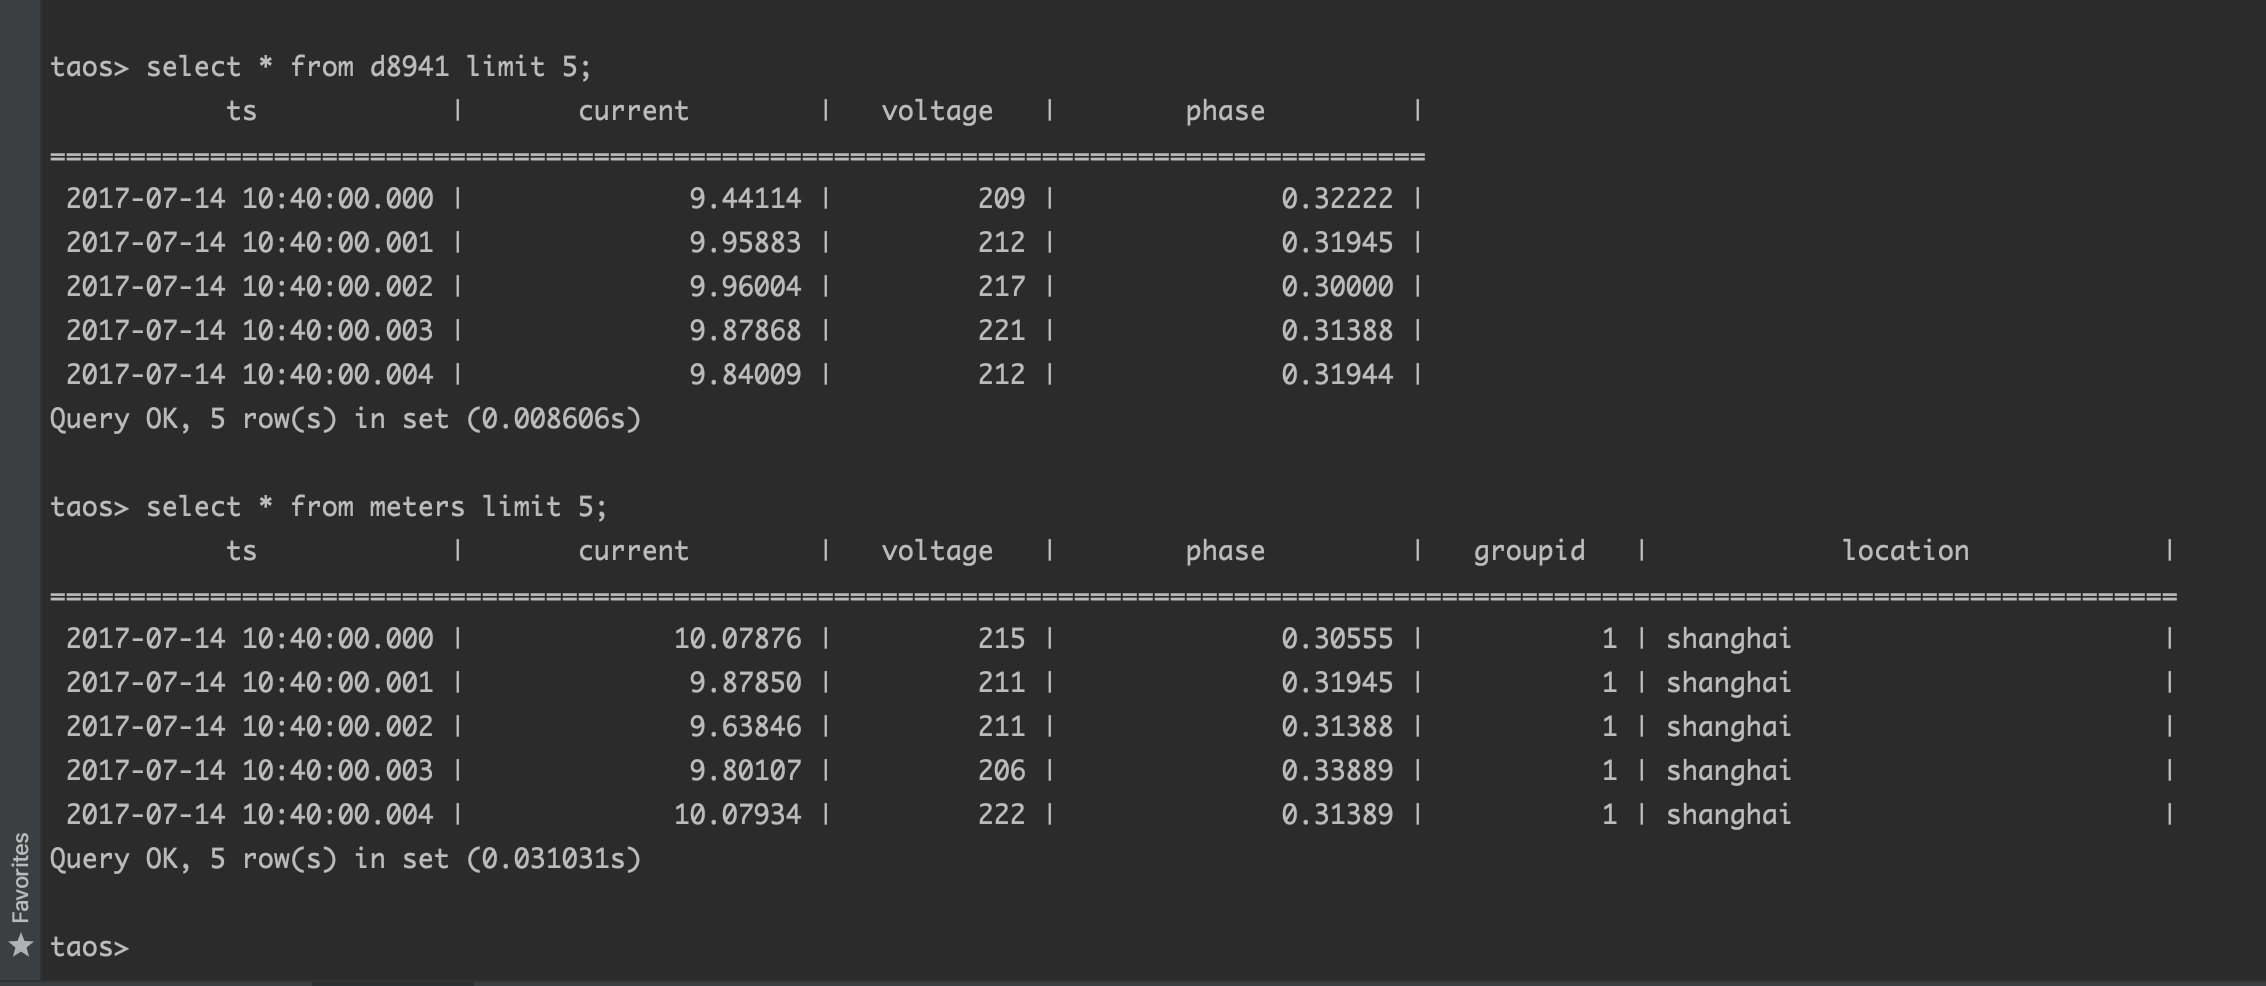 taos> select * from d8941 limit 5;
ts | current | voltage | phase |
======================================================================================
2017-07-14 10:40:00.000 | 9.44114 | 209 | 0.32222 |
2017-07-14 10:40:00.001 | 9.95883 | 212 | 0.31945 |
2017-07-14 10:40:00.002 | 9.96004 | 217 | 0.30000 |
2017-07-14 10:40:00.003 | 9.87868 | 221 | 0.31388 |
2017-07-14 10:40:00.004 | 9.84009 | 212 | 0.31944 |
Query OK, 5 row(s) in set (0.008606s)
taos> select * from meters limit 5;
ts | current | voltage | phase | groupid | location |
=====================================================================================================================================
2017-07-14 10:40:00.000 | 10.07876 | 215 | 0.30555 | 1 | shanghai |
2017-07-14 10:40:00.001 | 9.87850 | 211 | 0.31945 | 1 | shanghai |
2017-07-14 10:40:00.002 | 9.63846 | 211 | 0.31388 | 1 | shanghai |
2017-07-14 10:40:00.003 | 9.80107 | 206 | 0.33889 | 1 | shanghai |
2017-07-14 10:40:00.004 | 10.07934 | 222 | 0.31389 | 1 | shanghai |
Query OK, 5 row(s) in set (0.031031s)
taos>
Favorites